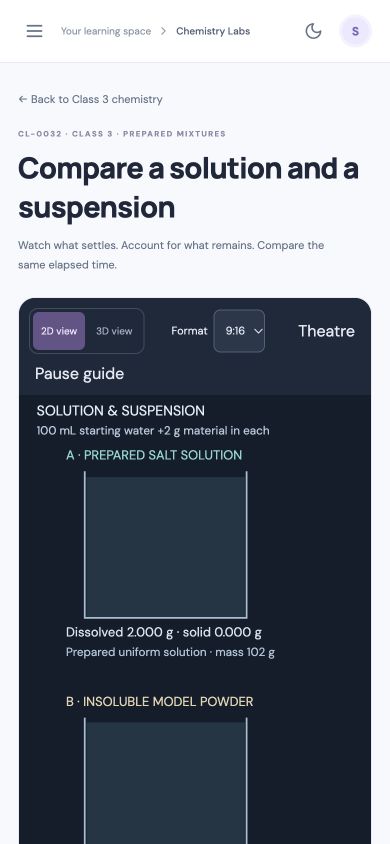 Your learning space > Chemistry Labs
S
← Back to Class 3 chemistry
CL-0032 · CLASS 3 · PREPARED MIXTURES
Compare a solution and a
suspension
Watch what settles. Account for what remains. Compare the
same elapsed time.
2D view 3D view Format 9:16 Theatre
Pause guide
SOLUTION & SUSPENSION
100 mL starting water +2 g material in each
A · PREPARED SALT SOLUTION
Dissolved 2.000 g · solid 0.000 g
Prepared uniform solution · mass 102 g
B · INSOLUBLE MODEL POWDER